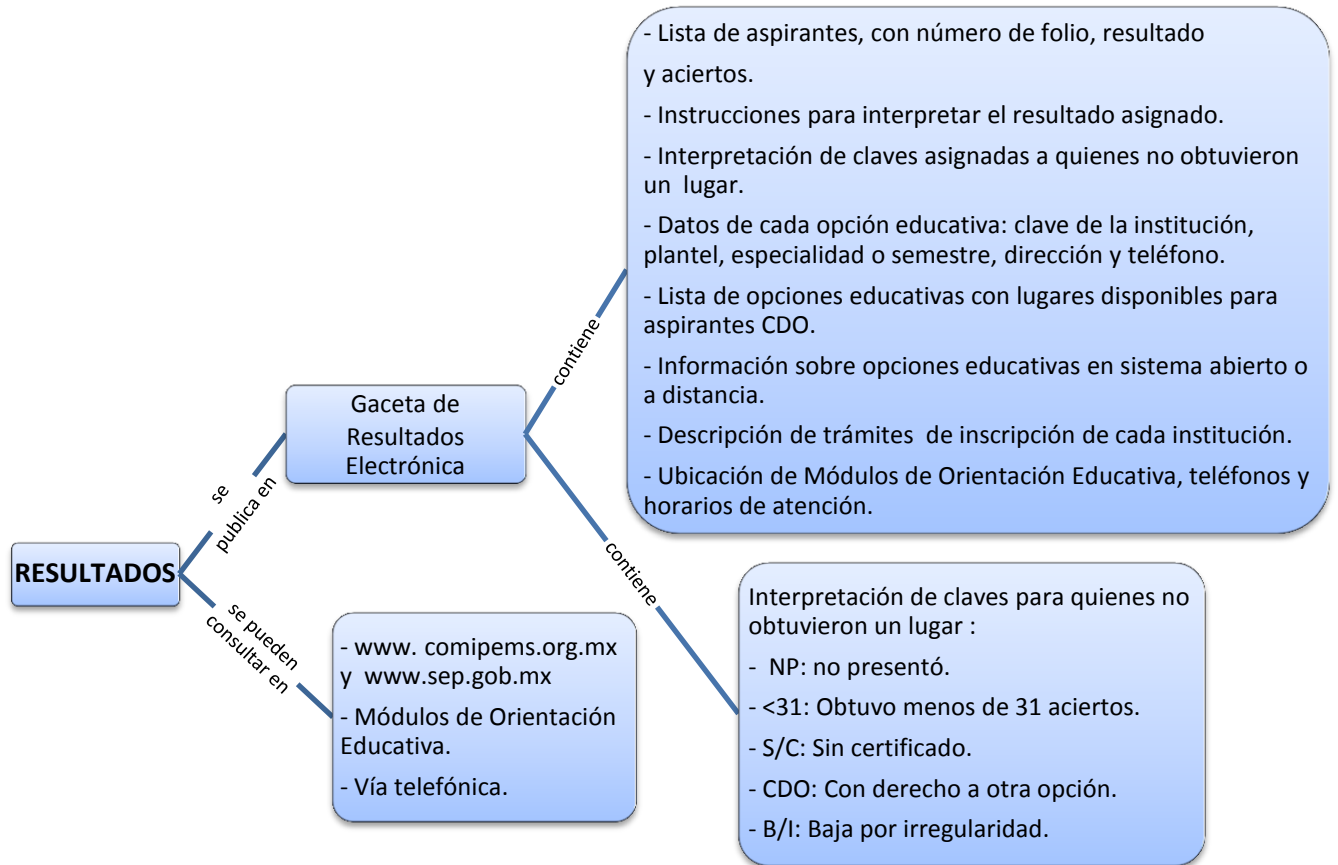 RESULTADOS
se
publica en
Gaceta de
Resultados
Electrónica
contiene
- Lista de aspirantes, con número de folio, resultado
y aciertos.
- Instrucciones para interpretar el resultado asignado.
- Interpretación de claves asignadas a quienes no obtuvieron
un lugar.
- Datos de cada opción educativa: clave de la institución,
plantel, especialidad o semestre, dirección y teléfono.
- Lista de opciones educativas con lugares disponibles para
aspirantes CDO.
- Información sobre opciones educativas en sistema abierto o
a distancia.
- Descripción de trámites de inscripción de cada institución.
- Ubicación de Módulos de Orientación Educativa, teléfonos y
horarios de atención.
contiene
Interpretación de claves para quienes no
obtuvieron un lugar :
- NP: no presentó.
- <31: Obtuvo menos de 31 aciertos.
- S/C: Sin certificado.
- CDO: Con derecho a otra opción.
- B/I: Baja por irregularidad.
se pueden
consultar en
- www. comipems.org.mx
y www.sep.gob.mx
- Módulos de Orientación
Educativa.
- Vía telefónica.